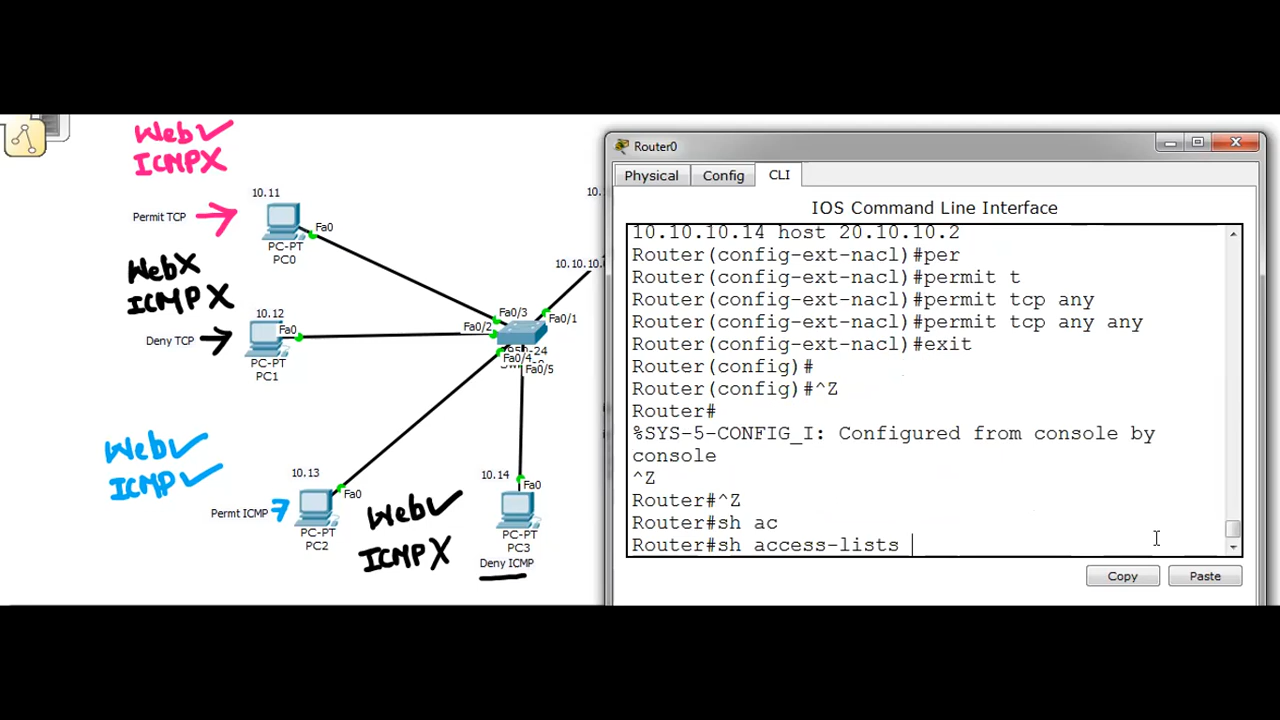 Web✓
ICMPX
10.11
Permit TCP
Fa0
PC-PT
PC0
WebX
ICMPX
10.12
Deny TCP
Fa0
PC-PT
PC1
Web✓
ICMP✓
10.13
Permt ICMP
Fa0
PC-PT
PC2
Web✓
ICMPX
10.14
Fa0
PC-PT
PC3
Deny ICMP
Fa0/3
Fa0/2
Fa0/1
Fa0/4
Fa0/5
10.10.10.
Router0
Physical
Config
CLI
IOS Command Line Interface
10.10.10.14 host 20.10.10.2
Router(config-ext-nacl)#per
Router(config-ext-nacl)#permit t
Router(config-ext-nacl)#permit tcp any
Router(config-ext-nacl)#permit tcp any any
Router(config-ext-nacl)#exit
Router(config)#
Router(config)#^Z
Router#
%SYS-5-CONFIG_I: Configured from console by
console
^Z
Router#^Z
Router#sh ac
Router#sh access-lists
Copy
Paste